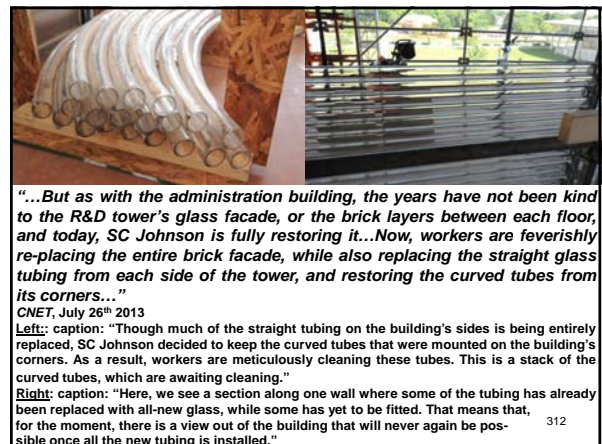 “…But as with the administration building, the years have not been kind
to the R&D tower’s glass facade, or the brick layers between each floor,
and today, SC Johnson is fully restoring it…Now, workers are feverishly
re-placing the entire brick facade, while also replacing the straight glass
tubing from each side of the tower, and restoring the curved tubes from
its corners…”
CNET, July 26th 2013
Left:: caption: “Though much of the straight tubing on the building’s sides is being entirely
replaced, SC Johnson decided to keep the curved tubes that were mounted on the building’s
corners. As a result, workers are meticulously cleaning these tubes. This is a stack of the
curved tubes, which are awaiting cleaning.”
Right: caption: “Here, we see a section along one wall where some of the tubing has already
been replaced with all-new glass, while some has yet to be fitted. That means that,
for the moment, there is a view out of the building that will never again be pos-
sible once all the new tubing is installed.”
312